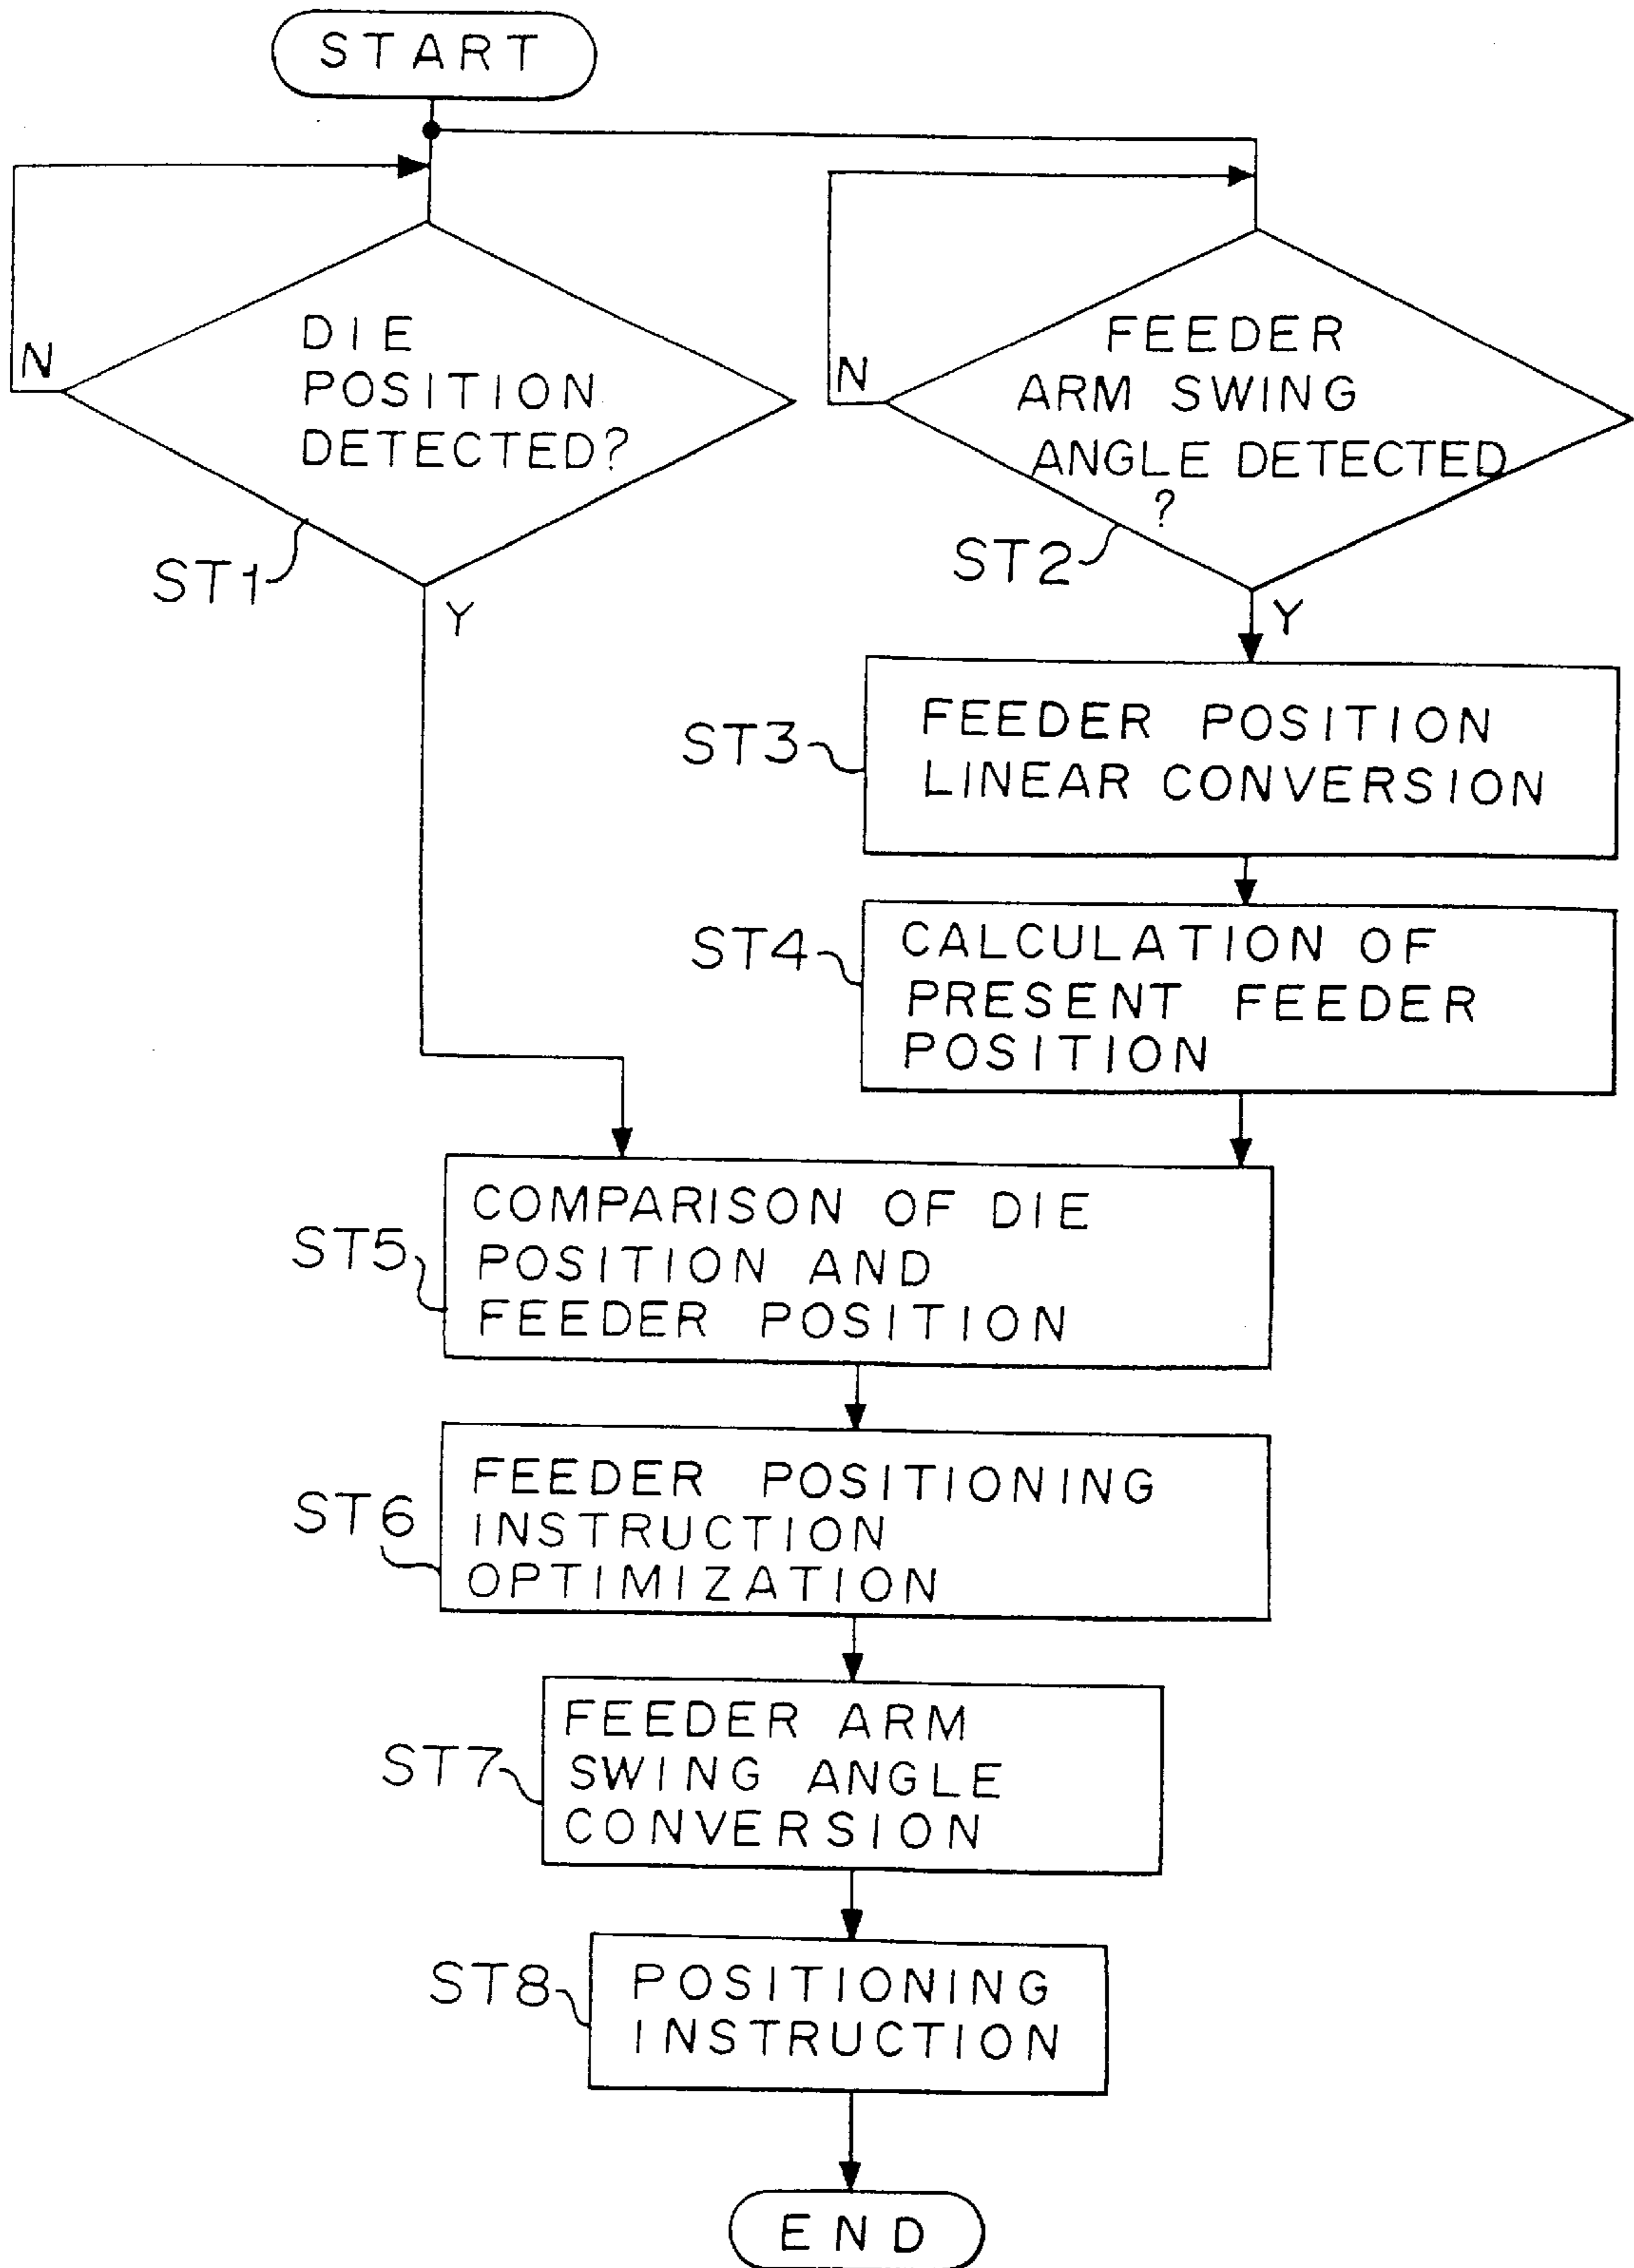 START
DIE
POSITION
DETECTED?
N
ST1
Y
FEEDER
ARM SWING
ANGLE DETECTED
?
N
ST2
Y
ST3
FEEDER POSITION
LINEAR CONVERSION
ST4
CALCULATION OF
PRESENT FEEDER
POSITION
ST5
COMPARISON OF DIE
POSITION AND
FEEDER POSITION
ST6
FEEDER POSITIONING
INSTRUCTION
OPTIMIZATION
ST7
FEEDER ARM
SWING ANGLE
CONVERSION
ST8
POSITIONING
INSTRUCTION
END